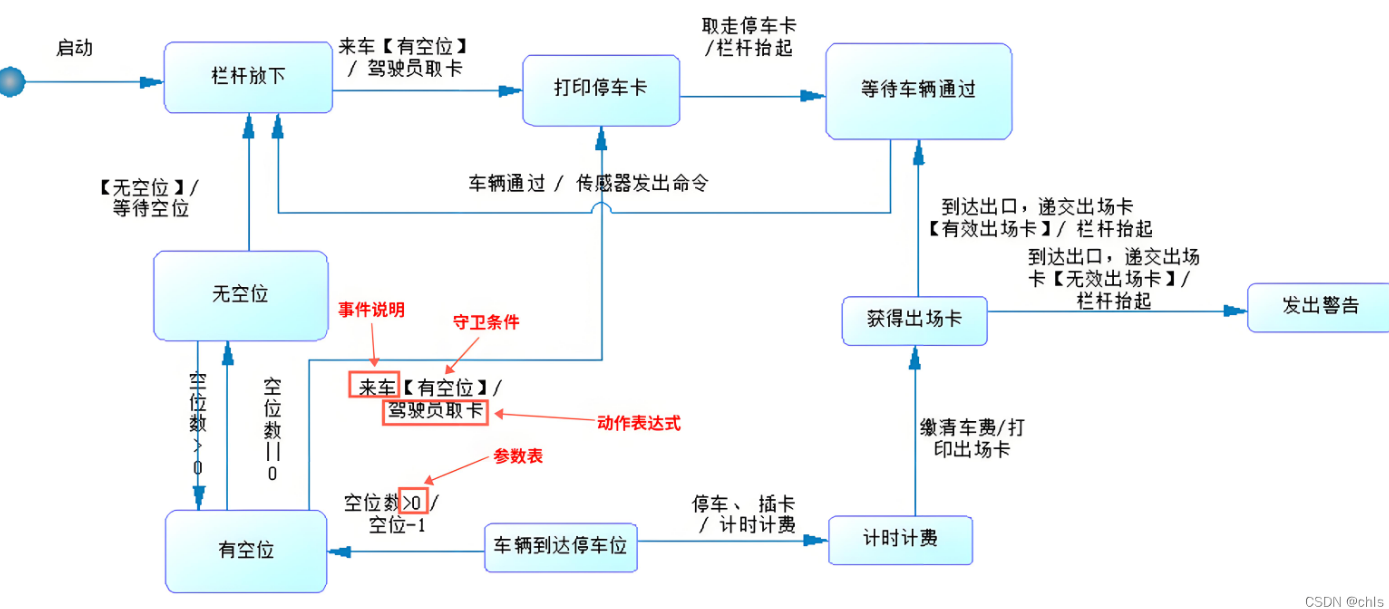 启动
栏杆放下
来车【有空位】
/ 驾驶员取卡
打印停车卡
取走停车卡
/栏杆抬起
等待车辆通过
【无空位】/
等待空位
车辆通过 / 传感器发出命令
到达出口，递交出场卡
【有效出场卡】/ 栏杆抬起
到达出口，递交出场
卡【无效出场卡】/
栏杆抬起
无空位
获得出场卡
发出警告
事件说明
守卫条件
来车【有空位】/
驾驶员取卡
动作表达式
空位数>0
空位数||0
缴清车费/打
印出场卡
参数表
空位数>0 /
空位-1
停车、 插卡
/ 计时计费
有空位
车辆到达停车位
计时计费
CSDN @chls